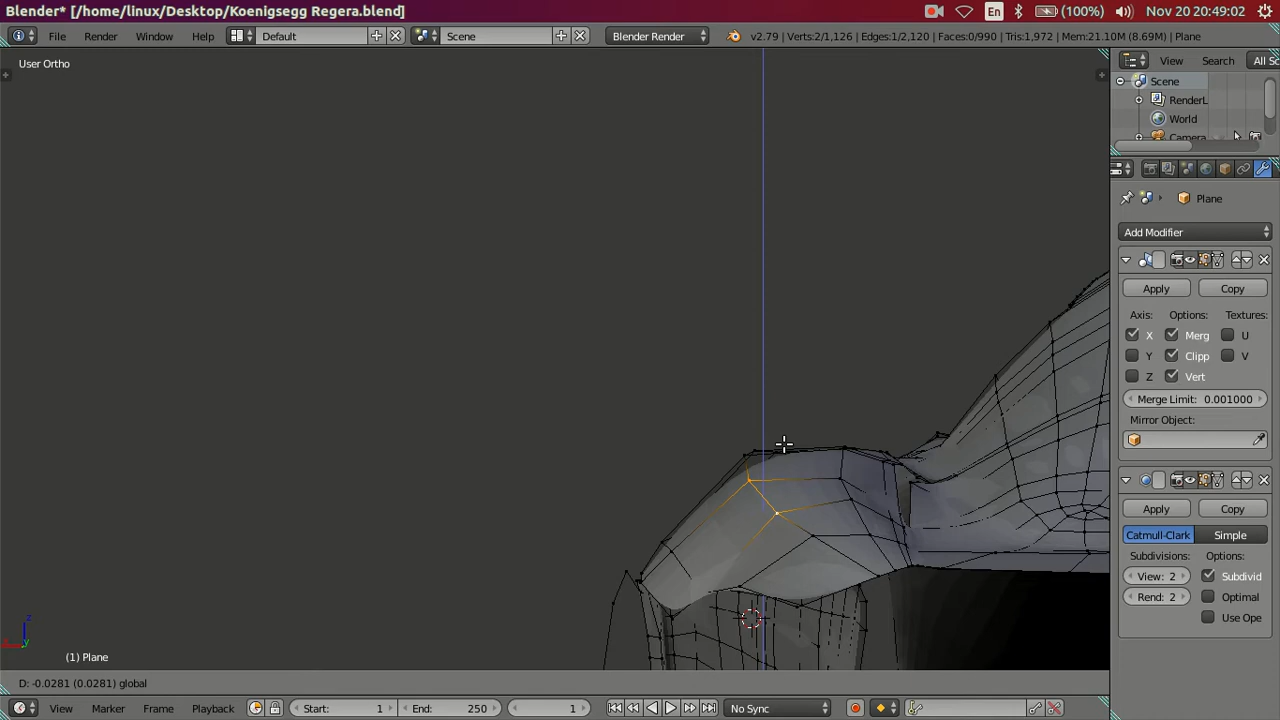 Blender* [/home/linux/Desktop/Koenigsegg Regera.blend] En (100%) Nov 20 20:49:02
File Render Window Help Default Scene Blender Render v2.79 | Verts:2/1,126 | Edges:1/2,120 | Faces:0/990 | Tris:1,972 | Mem:21.10M (8.69M) | Plane
User Ortho
View Search All Sc
Scene
RenderL
World
Camera
Plane
Add Modifier
Apply Copy
Axis: Options: Textures:
X Merg U
Y Clipp V
Z Vert
Merge Limit: 0.001000
Mirror Object:
Apply Copy
Catmull-Clark Simple
Subdivisions: Options:
View: 2 Subdivid
Rend: 2 Optimal
Use Ope
z
x y
(1) Plane
D: -0.0281 (0.0281) global
View Marker Frame Playback Start: 1 End: 250 1 No Sync